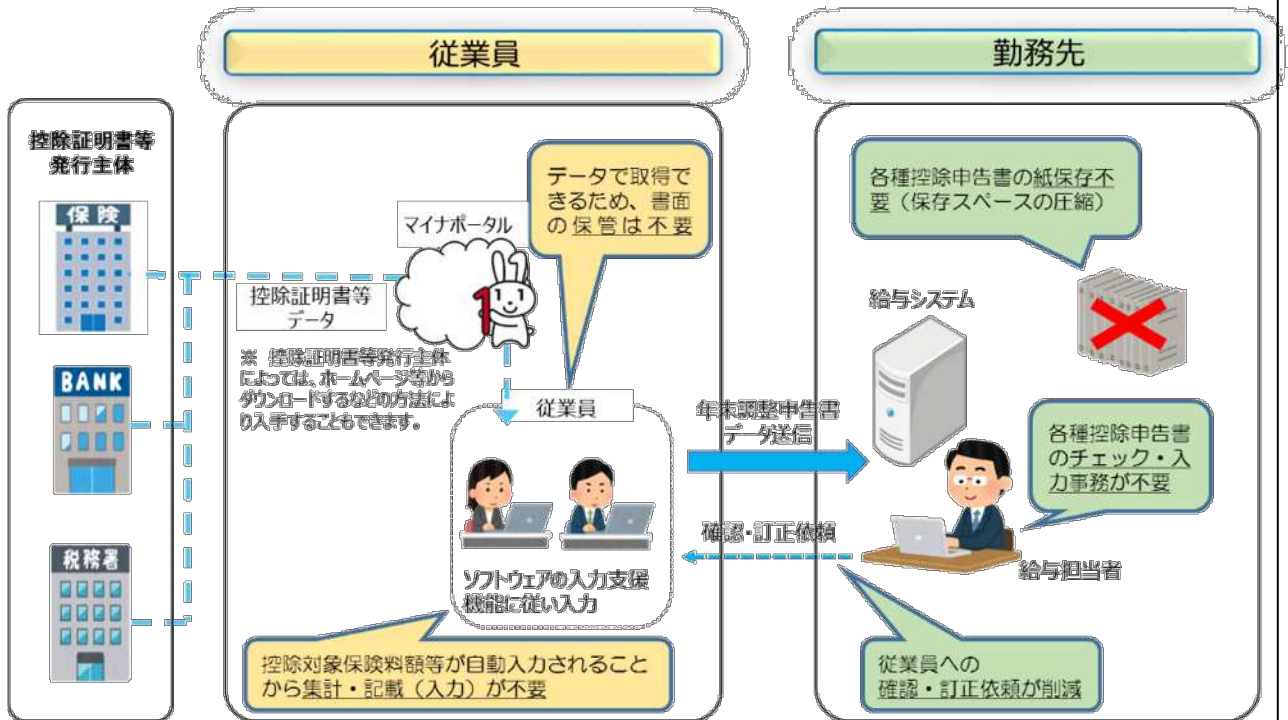 従業員
勤務先
控除証明書等
発行主体
保険
BANK
税務署
マイナポータル
控除証明書等
データ
※ 控除証明書等発行主体
によっては、ホームページ等から
ダウンロードするなどの方法によ
り入手することもできます。
データで取得で
きるため、書面
の保管は不要
1
従業員
ソフトウェアの入力支援
機能に従い入力
控除対象保険料額等が自動入力されること
から集計・記載（入力）が不要
年末調整申告書
データ送信
確認・訂正依頼
各種控除申告書の紙保存不
要（保存スペースの圧縮）
給与システム
各種控除申告書
のチェック・入
力事務が不要
給与担当者
従業員への
確認・訂正依頼が削減